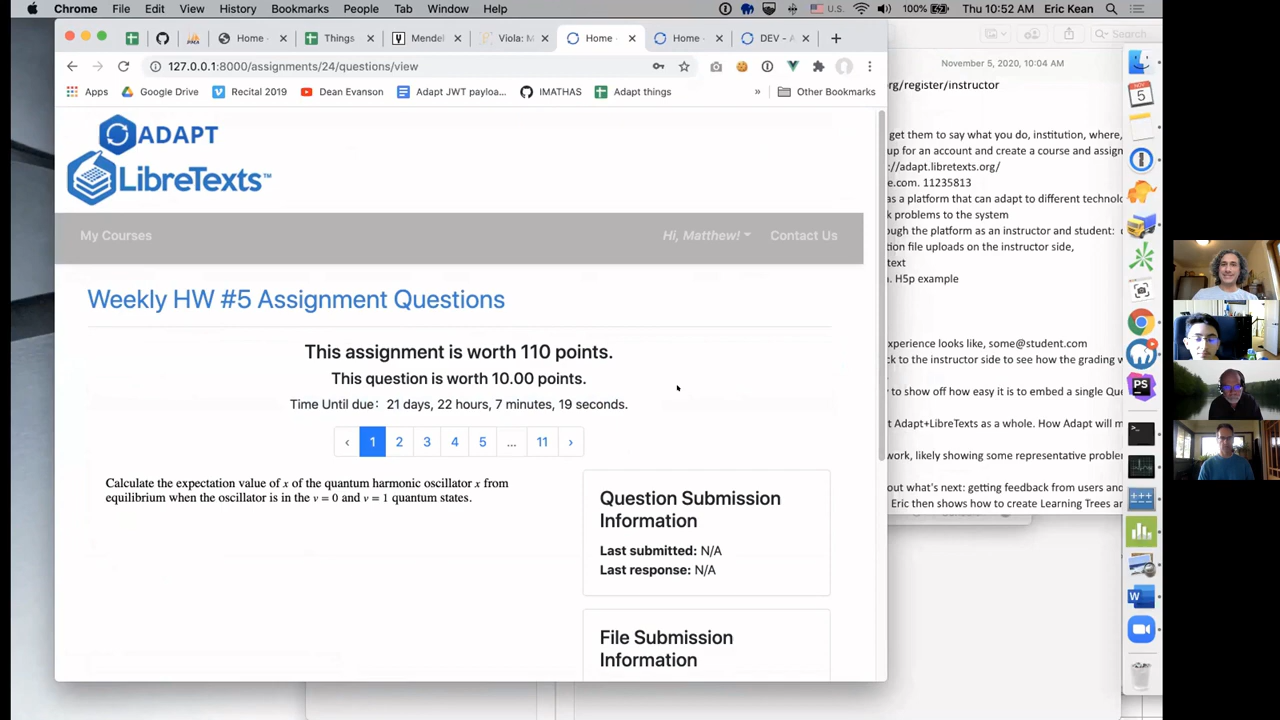 Chrome File Edit View History Bookmarks People Tab Window Help U.S. 100% Thu 10:52 AM Eric Kean
Home Things Mendel Viola: M Home Home DEV - A Search
127.0.0.1:8000/assignments/24/questions/view
November 5, 2020, 10:04 AM
Apps Google Drive Recital 2019 Dean Evanson Adapt JWT paylo... IMATHAS Adapt things » Other Bookmarks
rg/register/instructor
ADAPT
LibreTexts™
get them to say what you do, institution, where,
up for an account and create a course and assign
://adapt.libretexts.org/
e.com. 11235813
as a platform that can adapt to different technolo
k problems to the system
ough the platform as an instructor and student:
on file uploads on the instructor side,
text
. H5p example
My Courses Hi, Matthew! Contact Us
Weekly HW #5 Assignment Questions
This assignment is worth 110 points.
This question is worth 10.00 points.
Time Until due: 21 days, 22 hours, 7 minutes, 19 seconds.
‹ 1 2 3 4 5 ... 11 ›
xperience looks like, some@student.com
ck to the instructor side to see how the grading w
r to show off how easy it is to embed a single Que
t Adapt+LibreTexts as a whole. How Adapt will m
work, likely showing some representative problem
out what's next: getting feedback from users and
Eric then shows how to create Learning Trees an
Calculate the expectation value of x of the quantum harmonic oscillator x from
equilibrium when the oscillator is in the v = 0 and v = 1 quantum states.
Question Submission
Information
Last submitted: N/A
Last response: N/A
File Submission
Information
NOV
5
PS
W